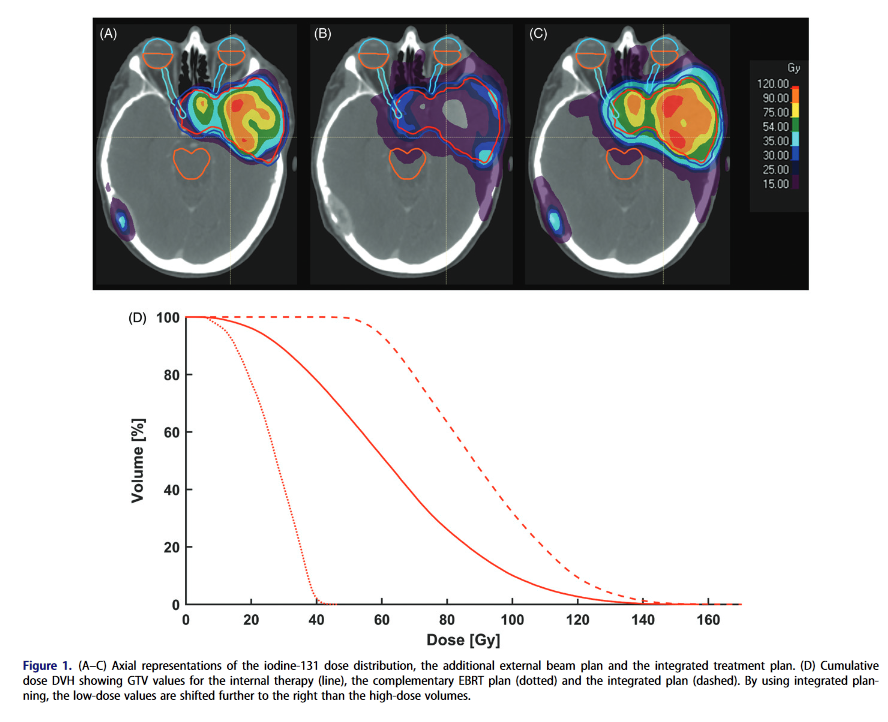 (A)
(B)
(C)
Gy
120.00
90.00
75.00
54.00
35.00
30.00
25.00
15.00
(D)
100
80
60
40
20
0
Volume [%]
0 20 40 60 80 100 120 140 160
Dose [Gy]
Figure 1. (A–C) Axial representations of the iodine-131 dose distribution, the additional external beam plan and the integrated treatment plan. (D) Cumulative
dose DVH showing GTV values for the internal therapy (line), the complementary EBRT plan (dotted) and the integrated plan (dashed). By using integrated plan-
ning, the low-dose values are shifted further to the right than the high-dose volumes.